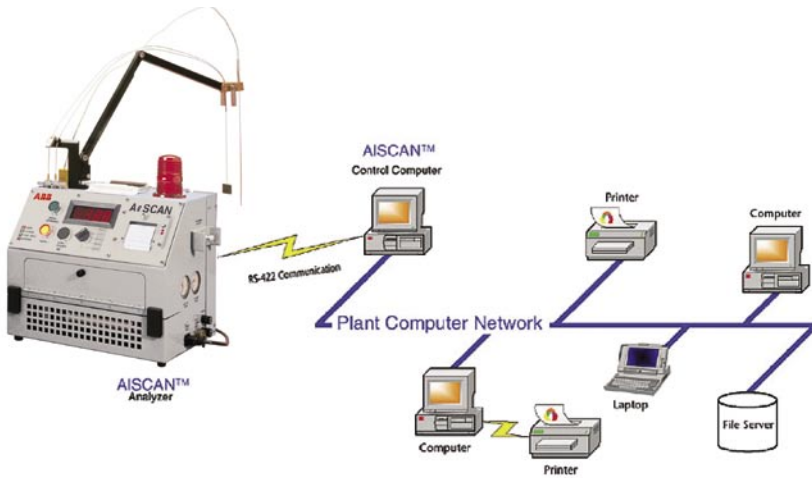 AISCAN™
Control Computer
Printer
Computer
ABB
AlSCAN
RS-422 Communication
Plant Computer Network
AISCAN™
Analyzer
Computer
Printer
Laptop
File Server